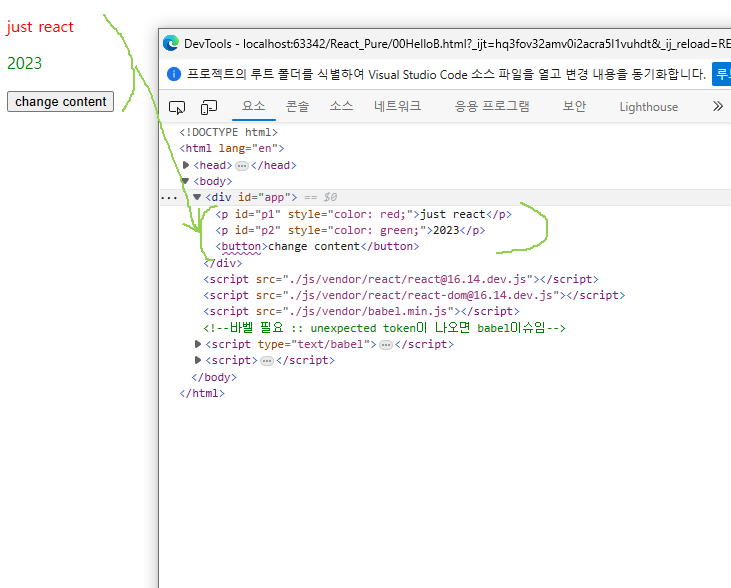 just react
2023
change content
DevTools - localhost:63342/React_Pure/00HelloB.html?_ijt=hq3fov32amv0i2acra5l1vuhdt&_ij_reload=RE
프로젝트의 루트 폴더를 식별하여 Visual Studio Code 소스 파일을 열고 변경 내용을 동기화합니다. 루트
요소 콘솔 소스 네트워크 응용 프로그램 보안 Lighthouse »
<!DOCTYPE html>
<html lang="en">
<head> ⋯ </head>
<body>
<div id="app"> == $0
<p id="p1" style="color: red;">just react</p>
<p id="p2" style="color: green;">2023</p>
<button>change content</button>
</div>
<script src="./js/vendor/react/react@16.14.dev.js"></script>
<script src="./js/vendor/react/react-dom@16.14.dev.js"></script>
<script src="./js/vendor/babel.min.js"></script>
<!--바벨 필요 :: unexpected token이 나오면 babel이슈임-->
<script type="text/babel"> ⋯ </script>
<script> ⋯ </script>
</body>
</html>